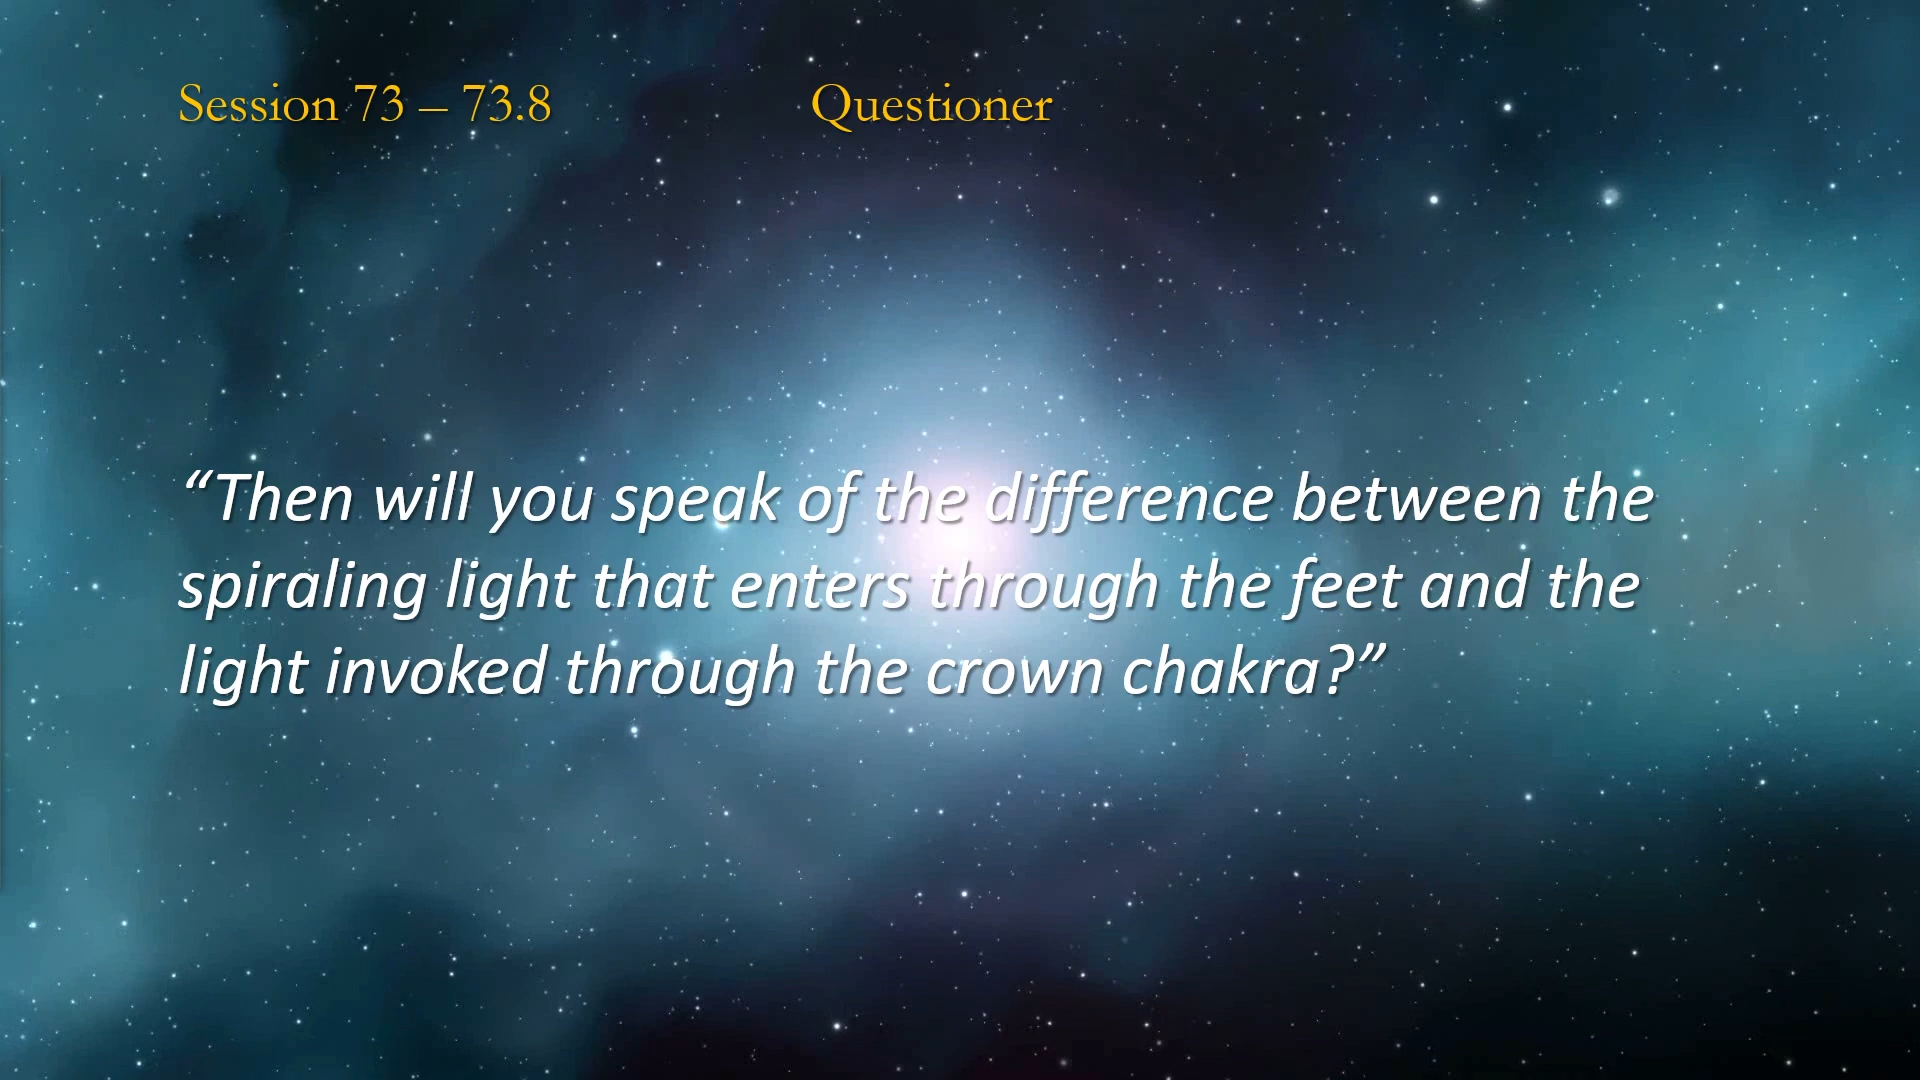 Session 73 – 73.8 Questioner
“Then will you speak of the difference between the
spiraling light that enters through the feet and the
light invoked through the crown chakra?”